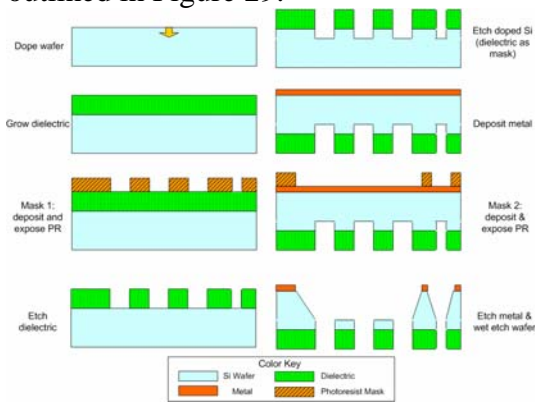 outlined in Figure 29.
Dope wafer
Grow dielectric
Mask 1:
deposit and
expose PR
Etch
dielectric
Etch doped Si
(dielectric as
mask)
Deposit metal
Mask 2:
deposit &
expose PR
Etch metal &
wet etch wafer
Color Key
Si Wafer
Dielectric
Metal
Photoresist Mask